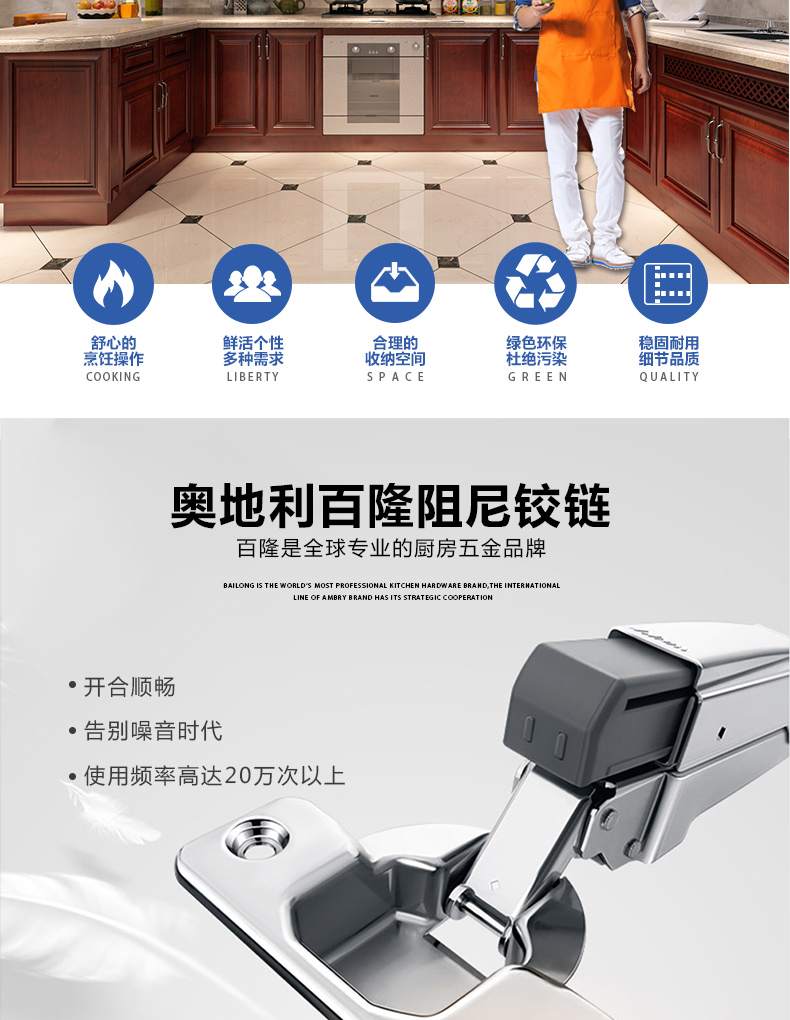 舒心的
烹饪操作
COOKING
鲜活个性
多种需求
LIBERTY
合理的
收纳空间
SPACE
绿色环保
杜绝污染
GREEN
稳固耐用
细节品质
QUALITY
奥地利百隆阻尼铰链
百隆是全球专业的厨房五金品牌
BAILONG IS THE WORLD'S MOST PROFESSIONAL KITCHEN HARDWARE BRAND,THE INTERNATIONAL
LINE OF AMBRY BRAND HAS ITS STRATEGIC COOPERATION
• 开合顺畅
• 告别噪音时代
• 使用频率高达20万次以上